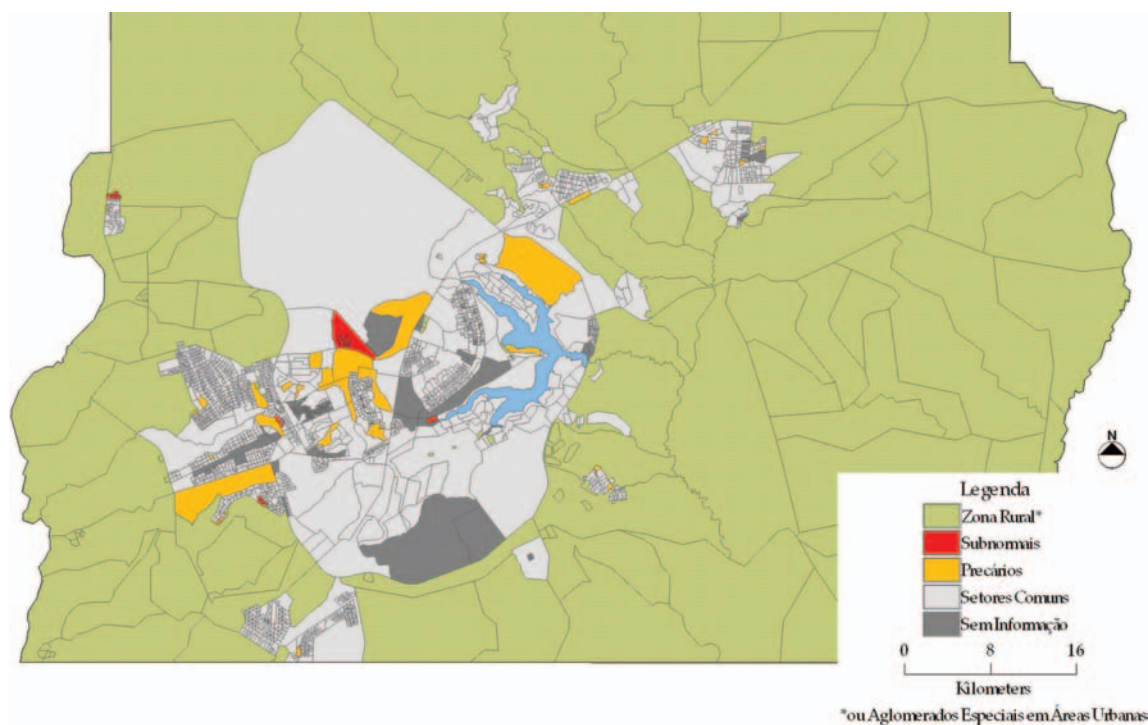 N
Legenda
Zona Rural*
Subnormais
Precários
Setores Comuns
Sem Informação
0 8 16
Kilometers
*ou Aglomerados Especiais em Áreas Urbanas